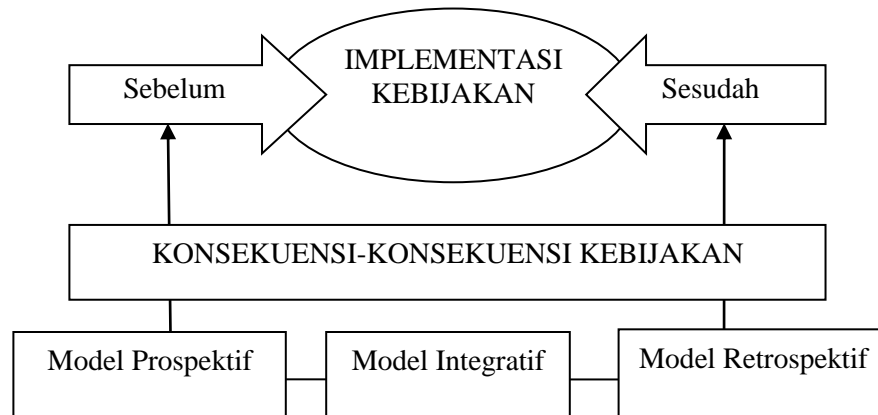 IMPLEMENTASI
KEBIJAKAN
Sebelum
Sesudah
KONSEKUENSI-KONSEKUENSI KEBIJAKAN
Model Prospektif
Model Integratif
Model Retrospektif